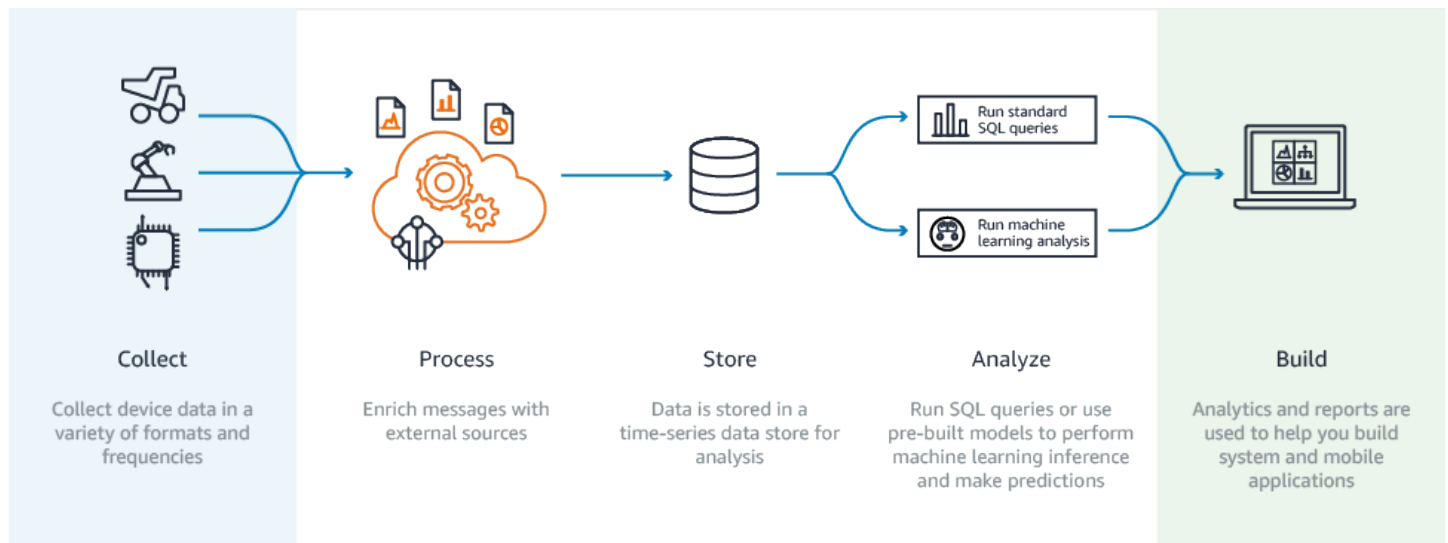 Run standard
SQL queries
Run machine
learning analysis
Collect
Collect device data in a
variety of formats and
frequencies
Process
Enrich messages with
external sources
Store
Data is stored in a
time-series data store for
analysis
Analyze
Run SQL queries or use
pre-built models to perform
machine learning inference
and make predictions
Build
Analytics and reports are
used to help you build
system and mobile
applications